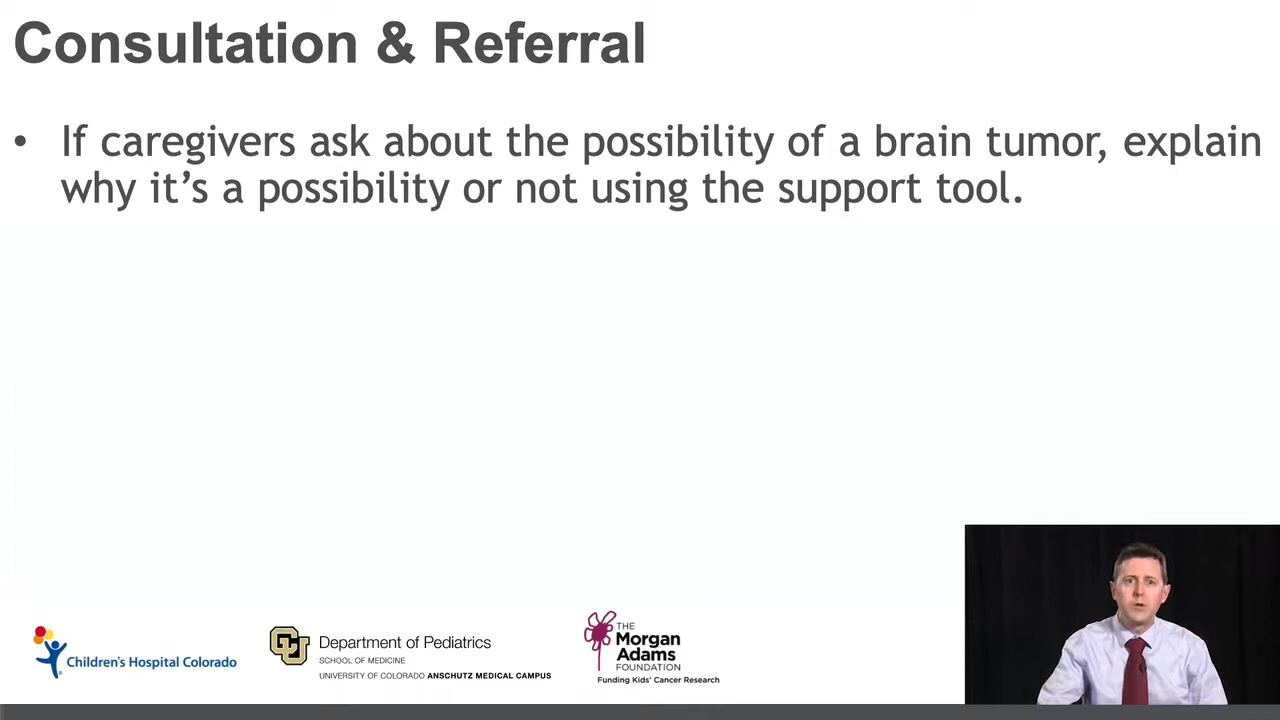 Consultation & Referral
• If caregivers ask about the possibility of a brain tumor, explain
why it’s a possibility or not using the support tool.
Children's Hospital Colorado
CU
Department of Pediatrics
SCHOOL OF MEDICINE
UNIVERSITY OF COLORADO ANSCHUTZ MEDICAL CAMPUS
THE
Morgan
Adams
FOUNDATION
Funding Kids' Cancer Research